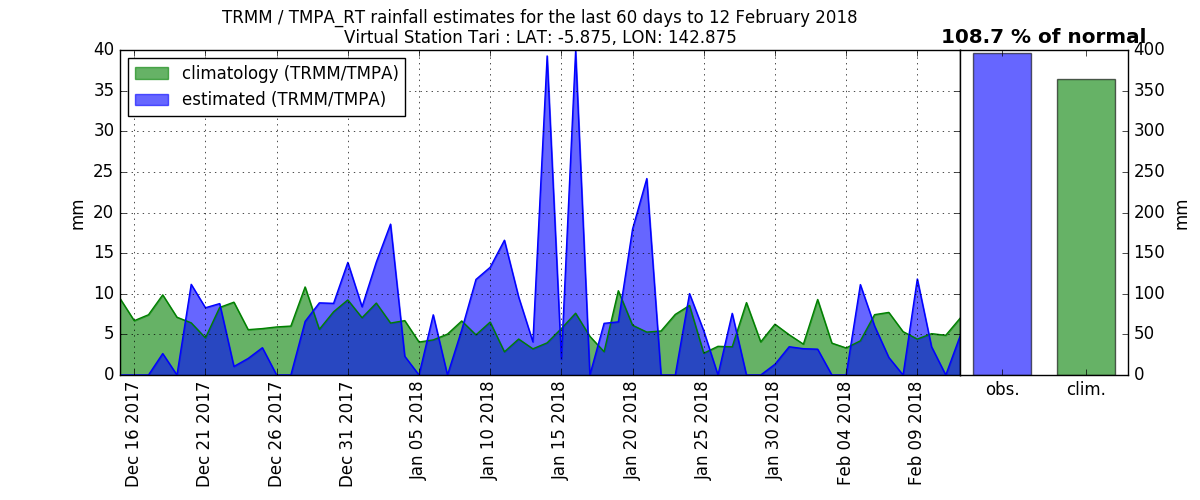 TRMM / TMPA_RT rainfall estimates for the last 60 days to 12 February 2018
Virtual Station Tari : LAT: -5.875, LON: 142.875
108.7 % of normal
climatology (TRMM/TMPA)
estimated (TRMM/TMPA)
mm
40
35
30
25
20
15
10
5
0
Dec 16 2017
Dec 21 2017
Dec 26 2017
Dec 31 2017
Jan 05 2018
Jan 10 2018
Jan 15 2018
Jan 20 2018
Jan 25 2018
Jan 30 2018
Feb 04 2018
Feb 09 2018
obs.
clim.
400
350
300
250
200
150
100
50
0
mm